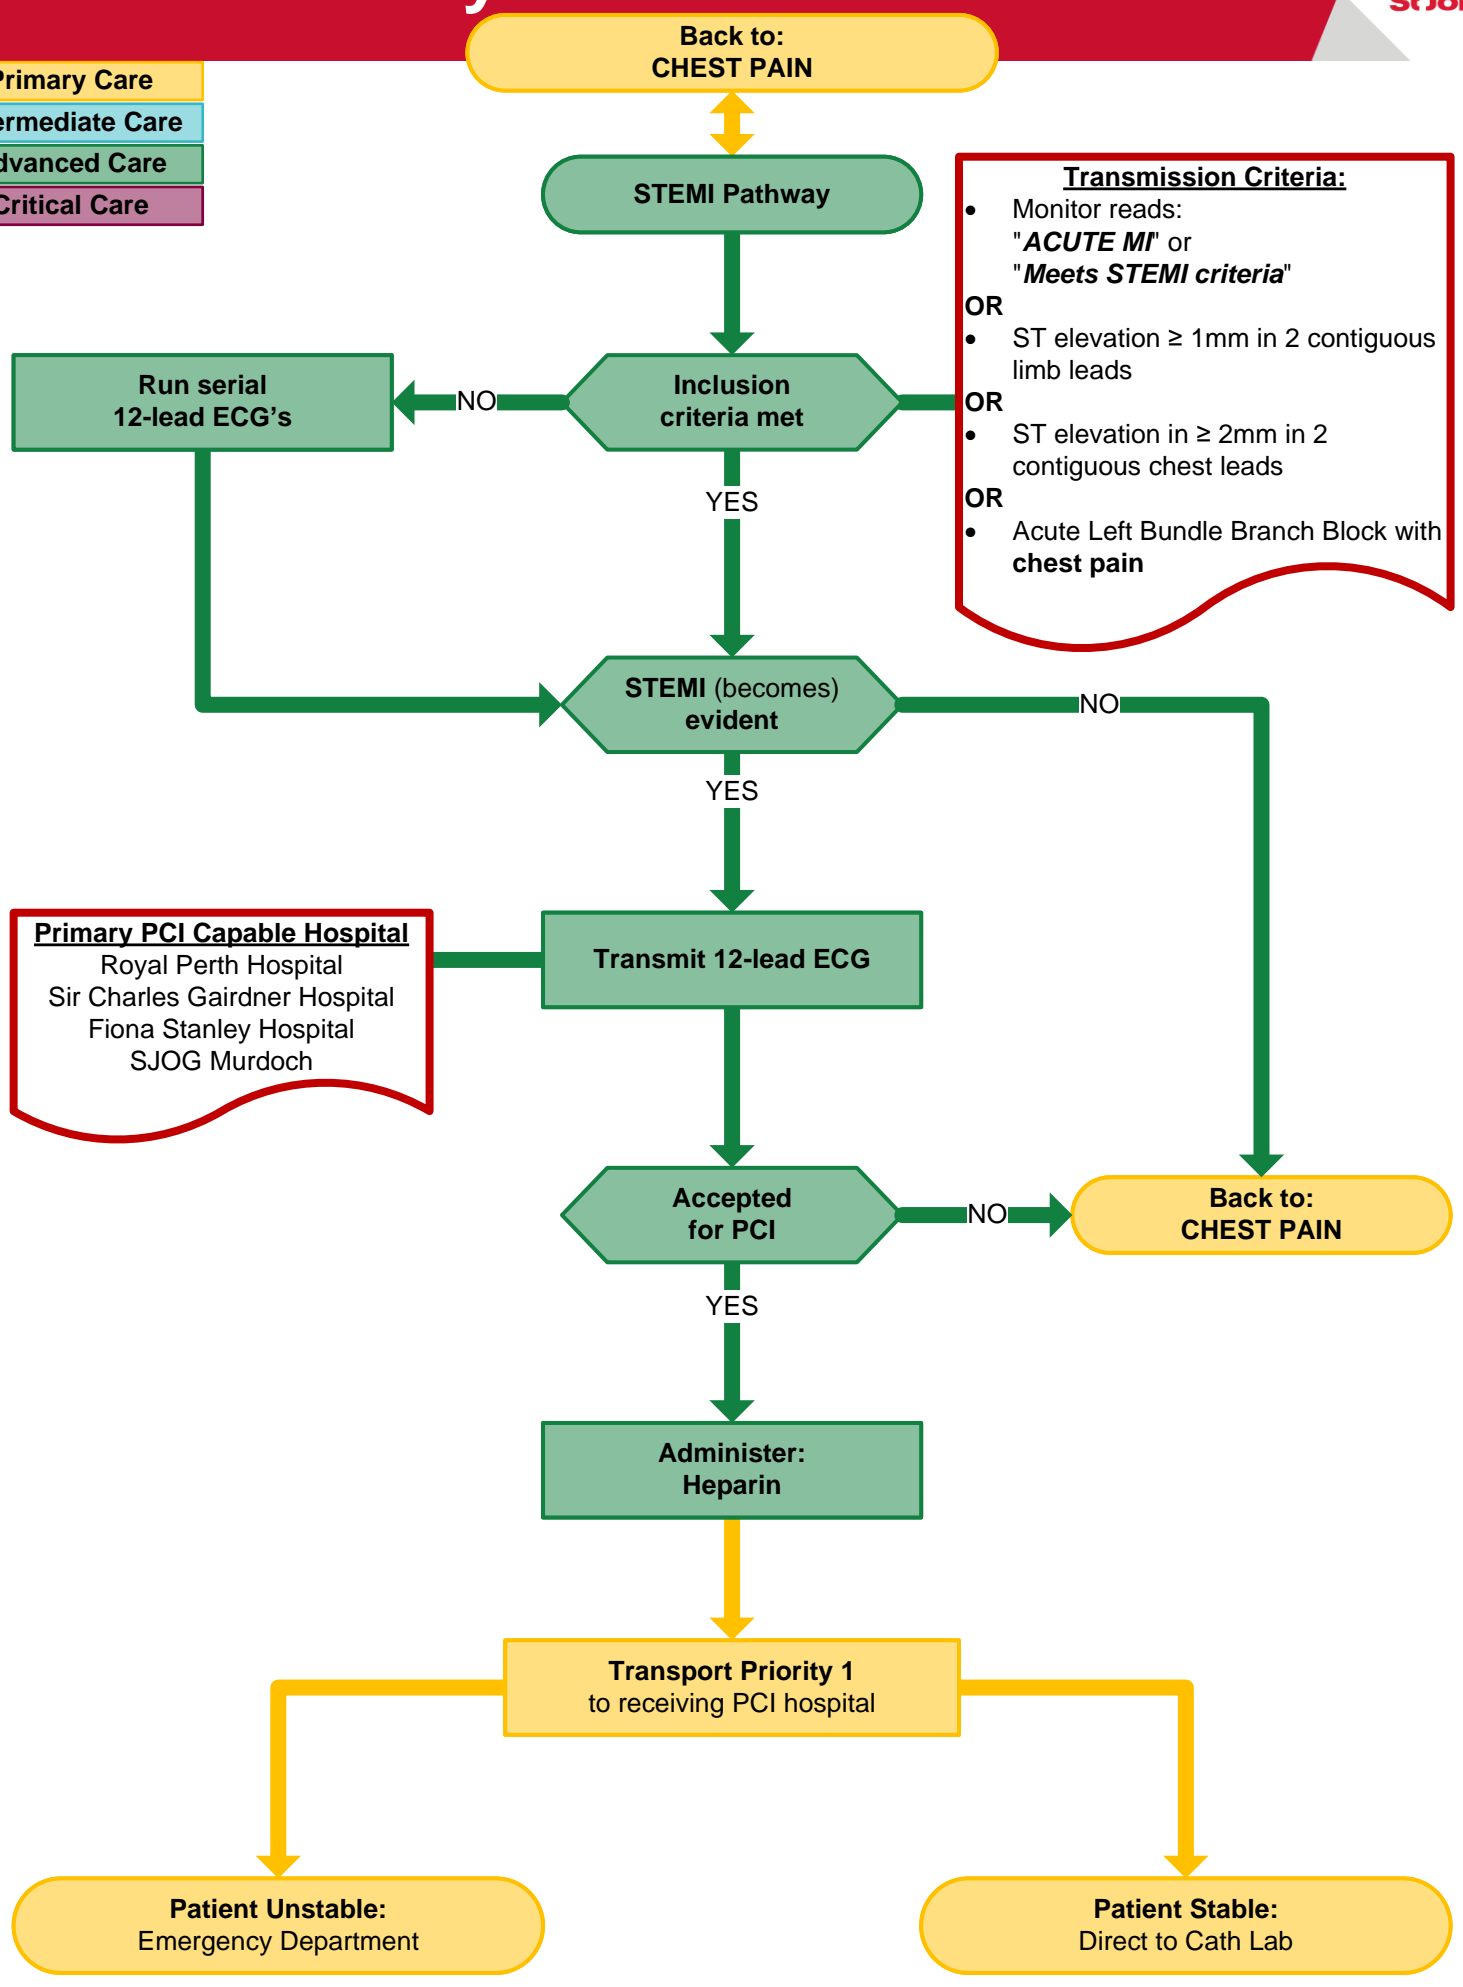 Back to:
CHEST PAIN
Primary Care
Advanced Care
Critical Care
STEMI Pathway
Transmission Criteria:
• Monitor reads:
"ACUTE MI" or
"Meets STEMI criteria"
OR
• ST elevation ≥ 1mm in 2 contiguous
limb leads
OR
• ST elevation in ≥ 2mm in 2
contiguous chest leads
OR
• Acute Left Bundle Branch Block with
chest pain
Run serial
12-lead ECG's
NO
Inclusion
criteria met
YES
STEMI (becomes)
evident
NO
YES
Primary PCI Capable Hospital
Royal Perth Hospital
Sir Charles Gairdner Hospital
Fiona Stanley Hospital
SJOG Murdoch
Transmit 12-lead ECG
Accepted
for PCI
NO
Back to:
CHEST PAIN
YES
Administer:
Heparin
Transport Priority 1
to receiving PCI hospital
Patient Unstable:
Emergency Department
Patient Stable:
Direct to Cath Lab